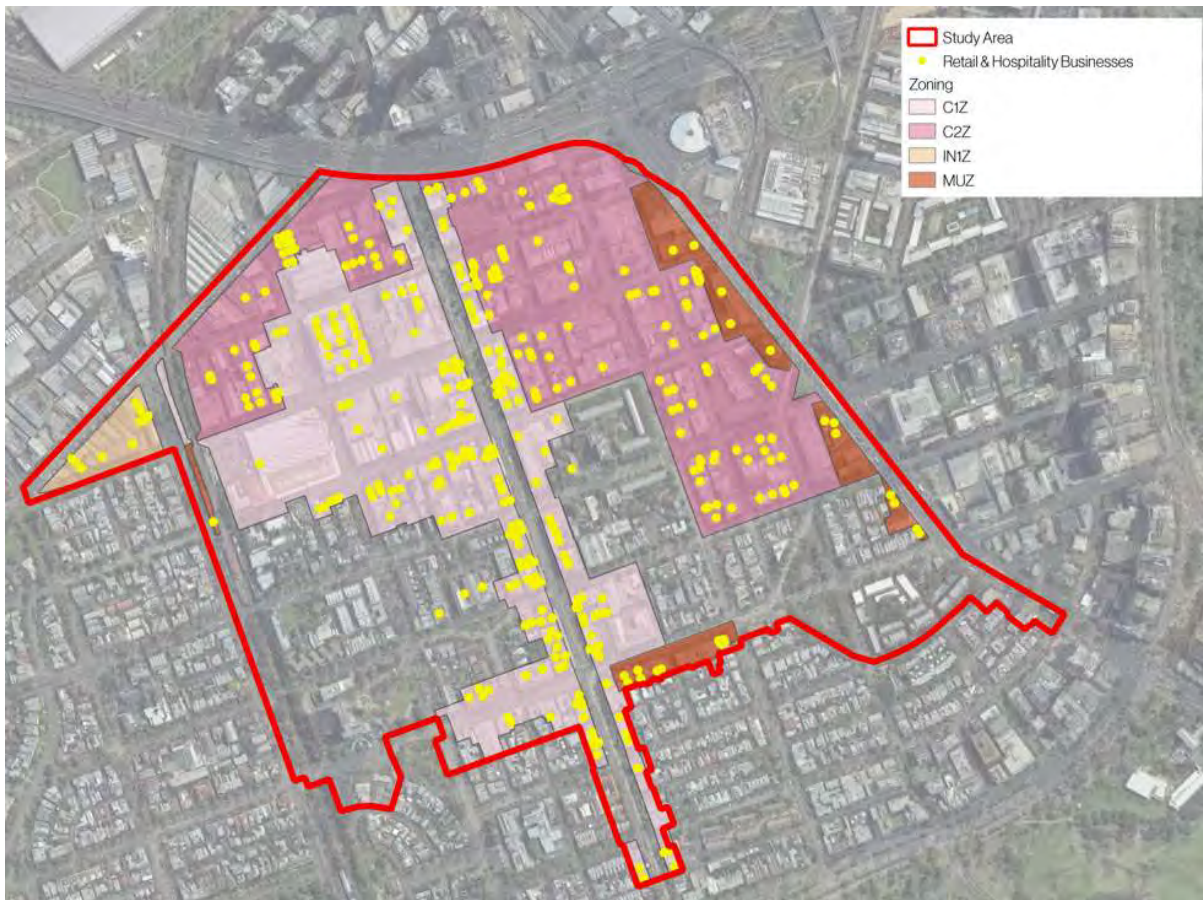 Study Area
Retail & Hospitality Businesses
Zoning
C1Z
C2Z
IN1Z
MUZ